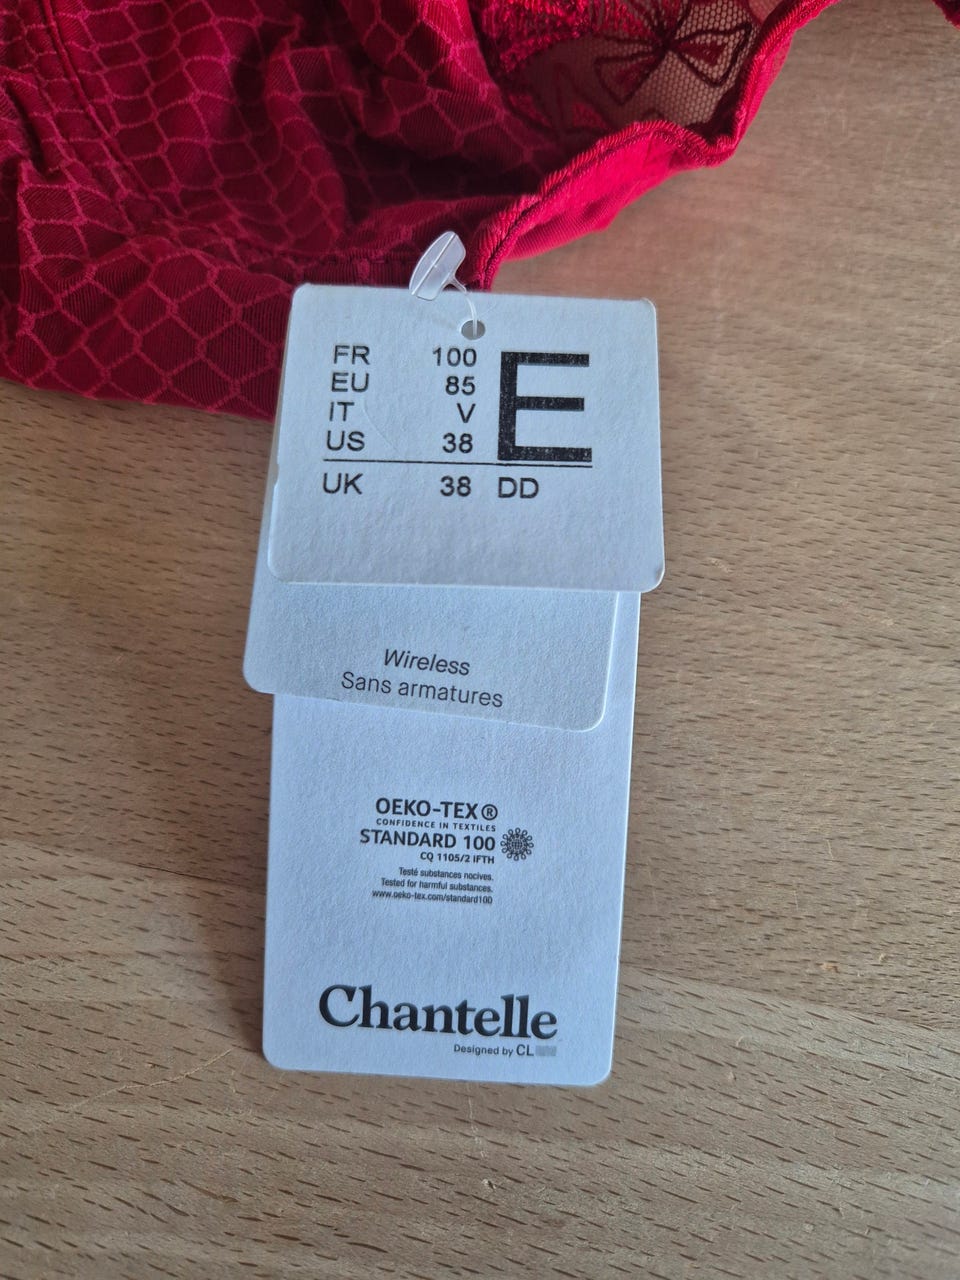 FR 100 E
EU 85
IT V
US 38
UK 38 DD
Wireless
Sans armatures
OEKO-TEX®
CONFIDENCE IN TEXTILES
STANDARD 100
CQ 1105/2 IFTH
Testé substances nocives.
Tested for harmful substances.
www.oeko-tex.com/standard100
Chantelle
Designed by CL